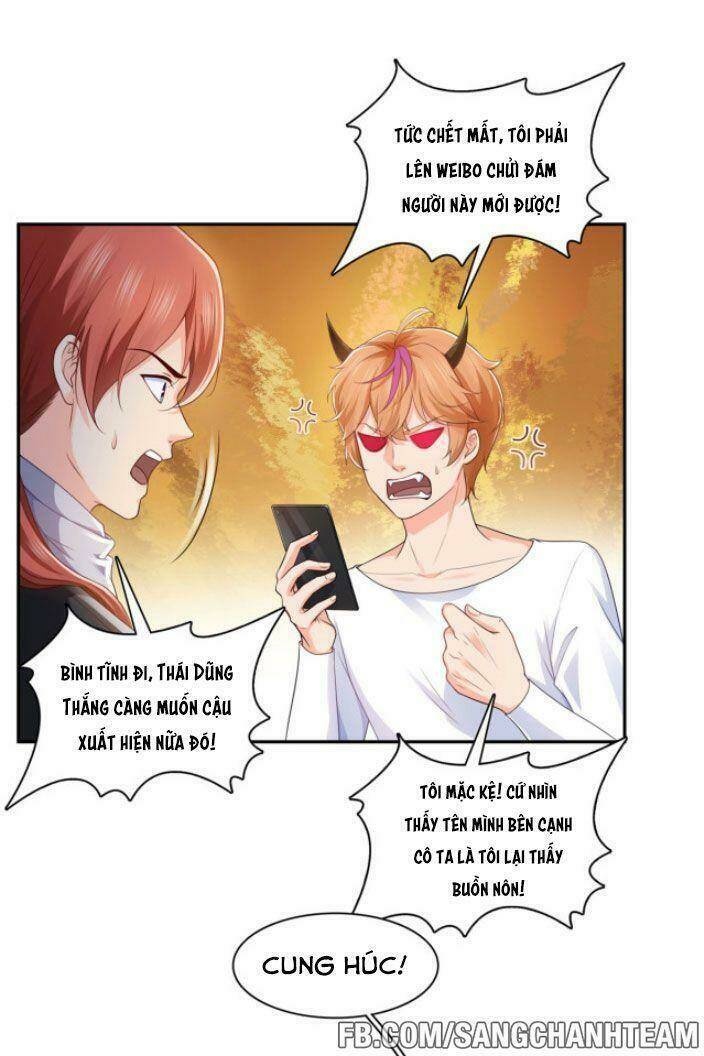 TỨC CHẾT MẤT, TÔI PHẢI
LÊN WEIBO CHỬI ĐÁM
NGƯỜI NÀY MỚI ĐƯỢC!
BÌNH TĨNH ĐI, THÁI DŨNG
THẮNG CÀNG MUỐN CẬU
XUẤT HIỆN NỮA ĐÓ!
TÔI MẶC KỆ! CỨ NHÌN
THẤY TÊN MÌNH BÊN CẠNH
CÔ TA LÀ TÔI LẠI THẤY
BUỒN NÔN!
CUNG HÚC!
FB.COM/SANGCHANHTEAM